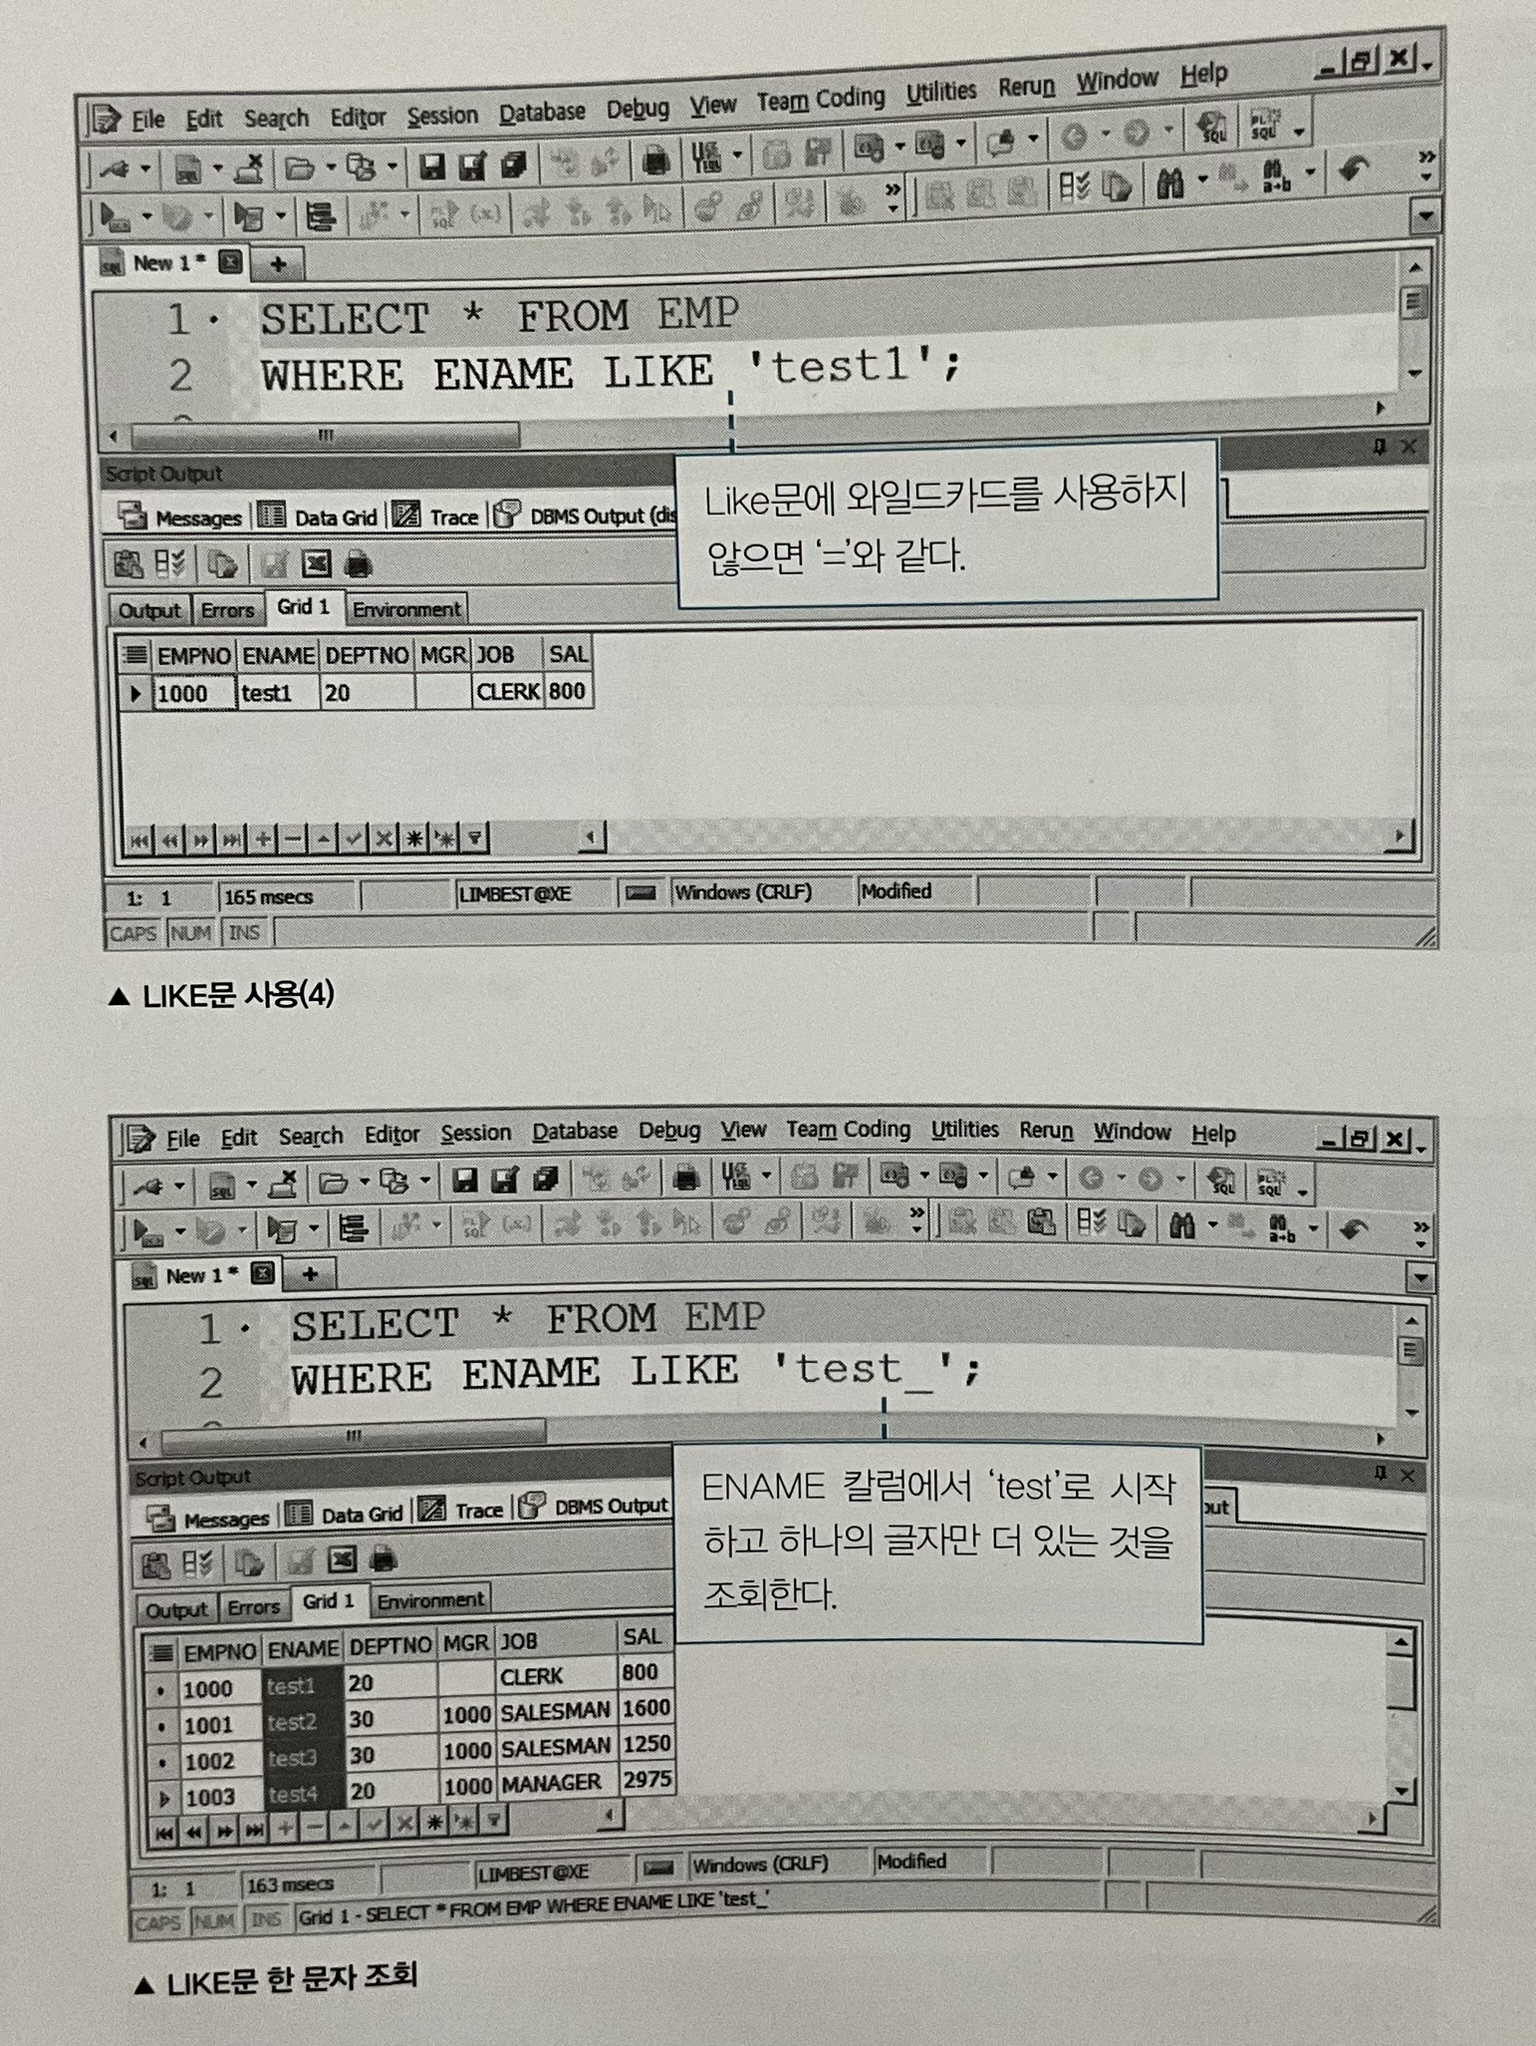 File Edit Search Editor Session Database Debug View Team Coding Utilities Rerun Window Help
New 1 *
1 SELECT * FROM EMP
2 WHERE ENAME LIKE 'test1';
Script Output
Messages Data Grid Trace DBMS Output (dis
Like문에 와일드카드를 사용하지
않으면 ‘=’와 같다.
Output Errors Grid 1 Environment
EMPNO ENAME DEPTNO MGR JOB SAL
1000 test1 20 CLERK 800
1: 1 165 msecs LIMBEST@XE Windows (CRLF) Modified
CAPS NUM INS
▲ LIKE문 사용(4)
File Edit Search Editor Session Database Debug View Team Coding Utilities Rerun Window Help
New 1 *
1 SELECT * FROM EMP
2 WHERE ENAME LIKE 'test_';
Script Output
Messages Data Grid Trace DBMS Output put
ENAME 칼럼에서 ‘test’로 시작
하고 하나의 글자만 더 있는 것을
조회한다.
Output Errors Grid 1 Environment
EMPNO ENAME DEPTNO MGR JOB SAL
1000 test1 20 CLERK 800
1001 test2 30 1000 SALESMAN 1600
1002 test3 30 1000 SALESMAN 1250
1003 test4 20 1000 MANAGER 2975
1: 1 163 msecs LIMBEST@XE Windows (CRLF) Modified
CAPS NUM INS Grid 1 - SELECT * FROM EMP WHERE ENAME LIKE 'test_'
▲ LIKE문 한 문자 조회